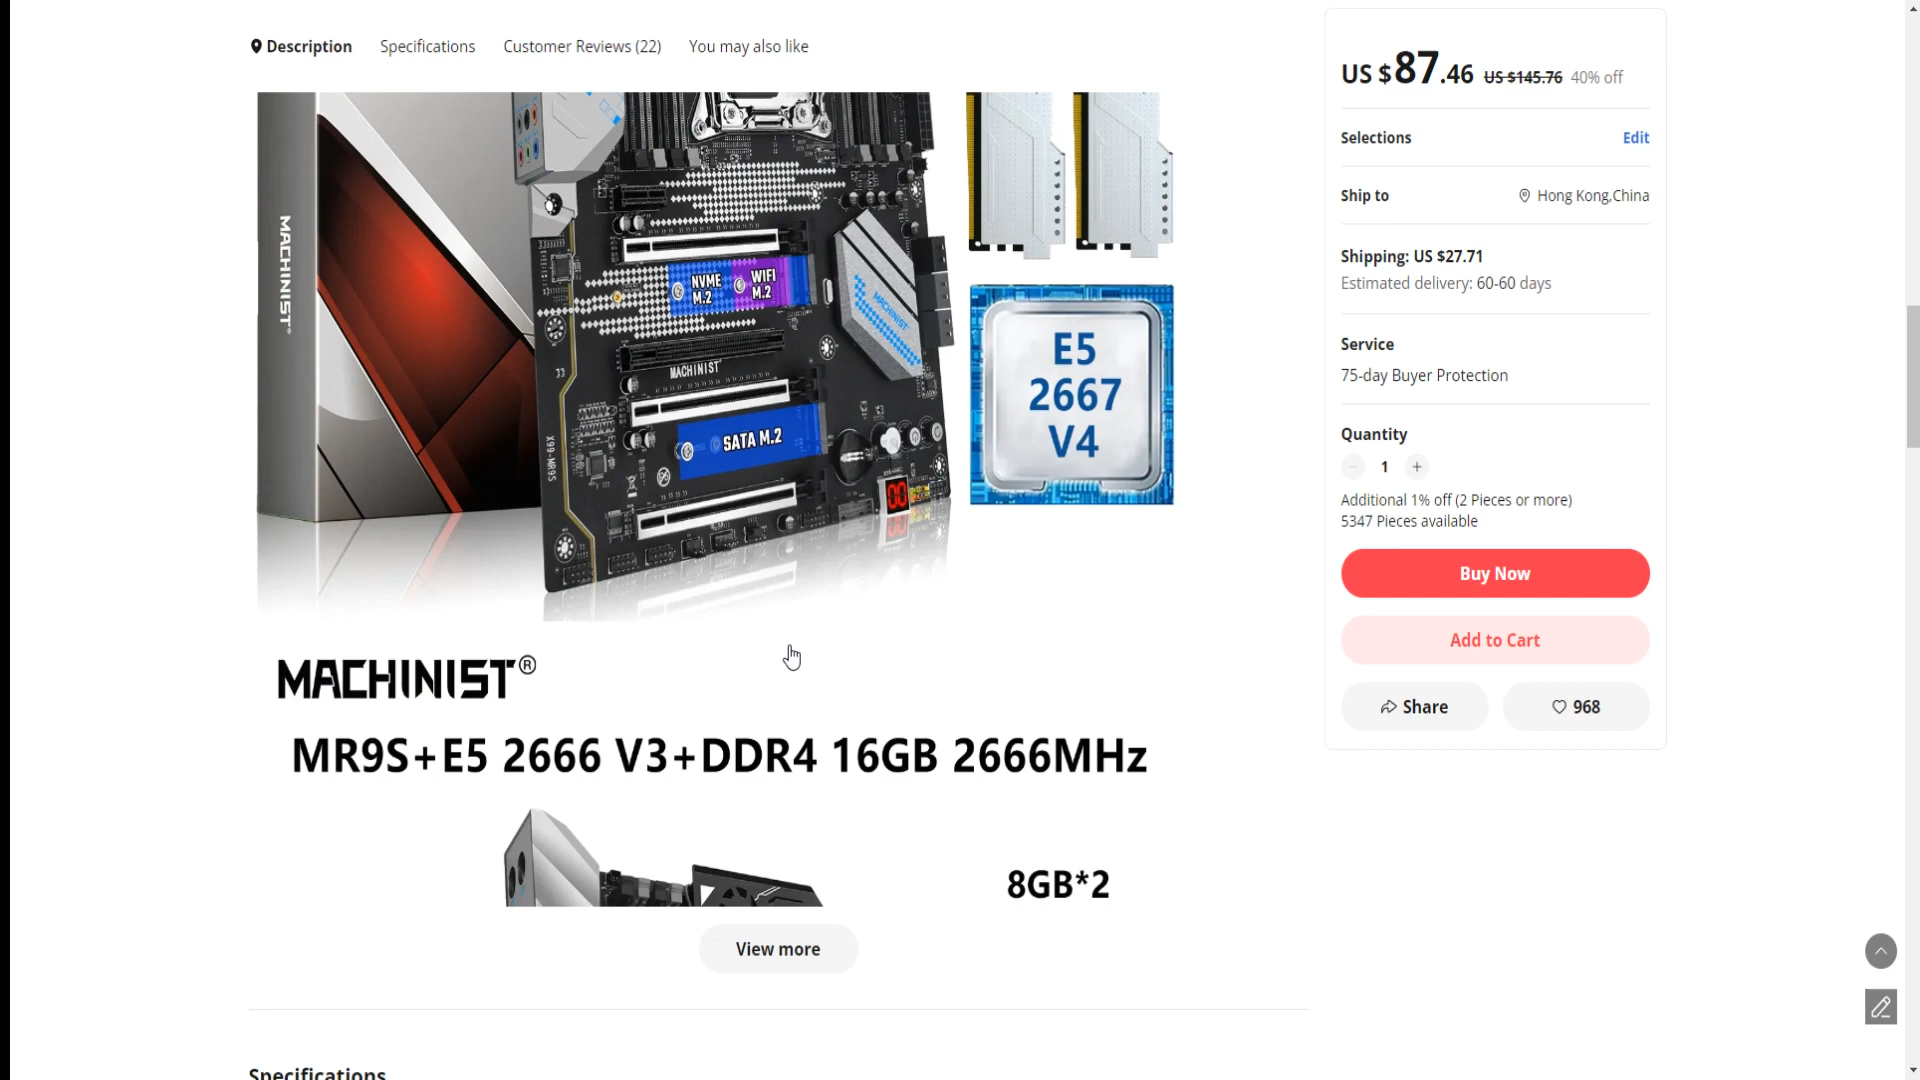 Description Specifications Customer Reviews (22) You may also like
MACHINIST®
NVME M.2
WIFI M.2
MACHINIST
MACHINIST
SATA M.2
X99-MR9S
00
E5
2667
V4
MACHINIST®
MR9S+E5 2666 V3+DDR4 16GB 2666MHz
8GB*2
View more
Specifications
US $87.46 US $145.76 40% off
Selections Edit
Ship to Hong Kong,China
Shipping: US $27.71
Estimated delivery: 60-60 days
Service
75-day Buyer Protection
Quantity
1 +
Additional 1% off (2 Pieces or more)
5347 Pieces available
Buy Now
Add to Cart
Share 968